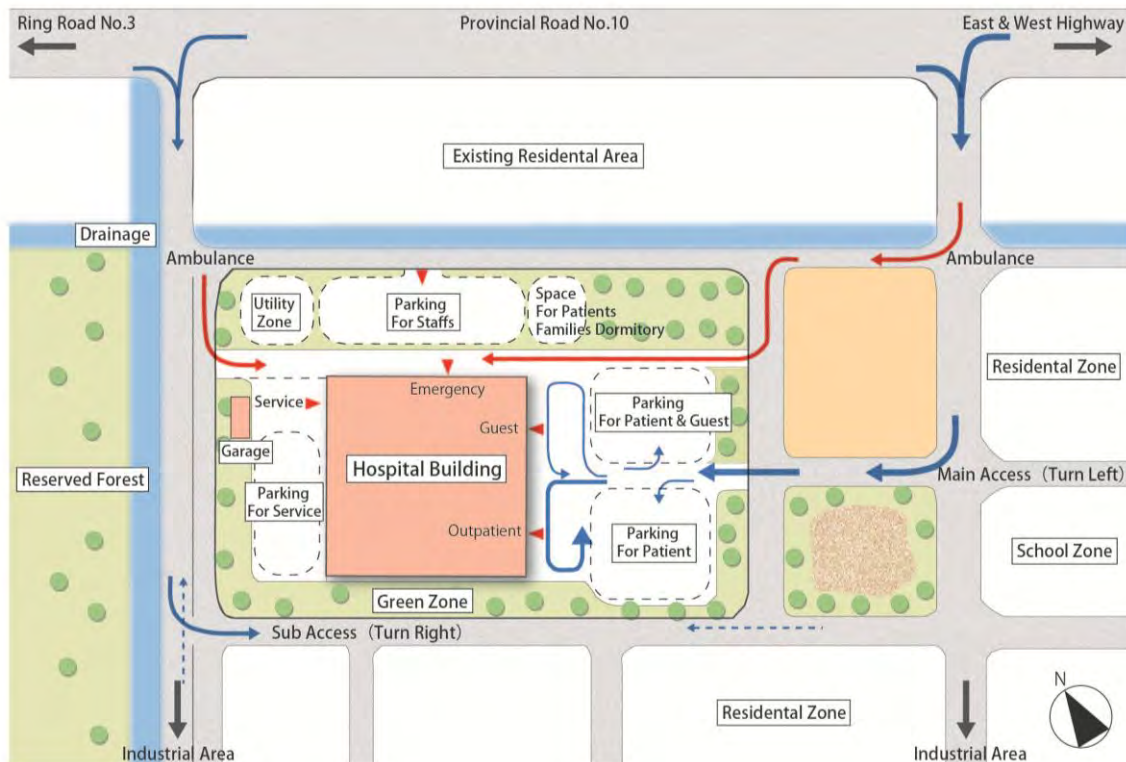 Ring Road No.3
Provincial Road No.10
East & West Highway
Existing Residental Area
Drainage
Ambulance
Ambulance
Utility
Zone
Parking
For Staffs
Space
For Patients
Families Dormitory
Residental Zone
Emergency
Service
Parking
For Patient & Guest
Guest
Garage
Hospital Building
Reserved Forest
Main Access (Turn Left)
Parking
For Service
Outpatient
Parking
For Patient
School Zone
Green Zone
Sub Access (Turn Right)
N
Residental Zone
Industrial Area
Industrial Area